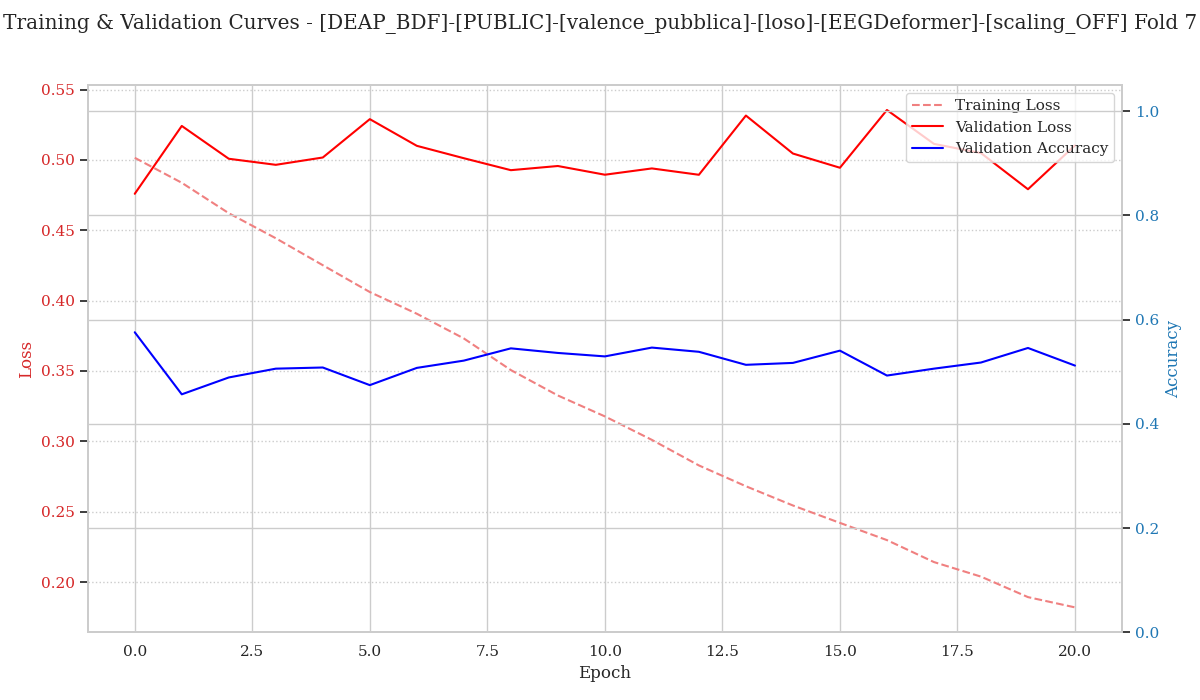 Training & Validation Curves - [DEAP_BDF]-[PUBLIC]-[valence_pubblica]-[loso]-[EEGDeformer]-[scaling_OFF] Fold 7
Training Loss
Validation Loss
Validation Accuracy
0.55
0.50
0.45
0.40
0.35
0.30
0.25
0.20
Loss
1.0
0.8
0.6
0.4
0.2
0.0
Accuracy
0.0 2.5 5.0 7.5 10.0 12.5 15.0 17.5 20.0
Epoch